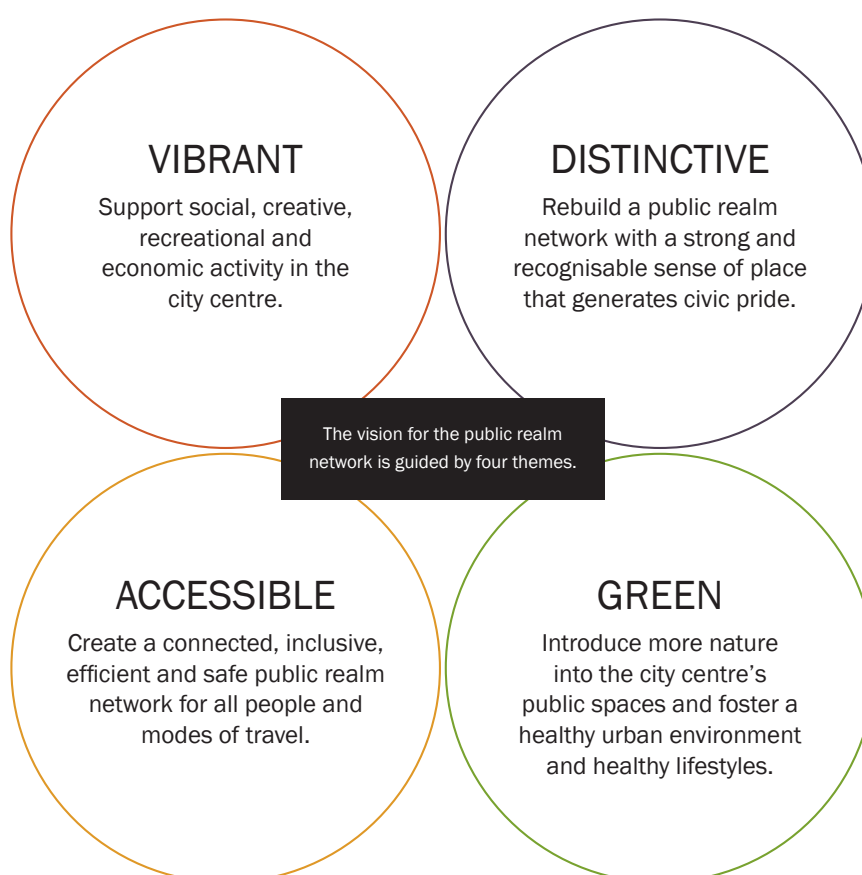 VIBRANT
Support social, creative,
recreational and
economic activity in the
city centre.
DISTINCTIVE
Rebuild a public realm
network with a strong and
recognisable sense of place
that generates civic pride.
The vision for the public realm
network is guided by four themes.
ACCESSIBLE
Create a connected, inclusive,
efficient and safe public realm
network for all people and
modes of travel.
GREEN
Introduce more nature
into the city centre’s
public spaces and foster a
healthy urban environment
and healthy lifestyles.